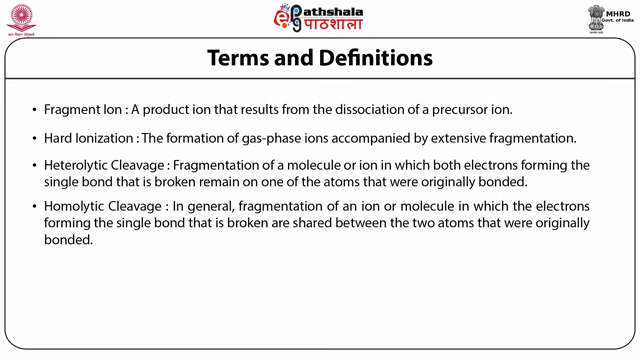 ePathshala
पाठशाला
MHRD
Govt. of India
Terms and Definitions
• Fragment Ion : A product ion that results from the dissociation of a precursor ion.
• Hard Ionization : The formation of gas-phase ions accompanied by extensive fragmentation.
• Heterolytic Cleavage : Fragmentation of a molecule or ion in which both electrons forming the
single bond that is broken remain on one of the atoms that were originally bonded.
• Homolytic Cleavage : In general, fragmentation of an ion or molecule in which the electrons
forming the single bond that is broken are shared between the two atoms that were originally
bonded.